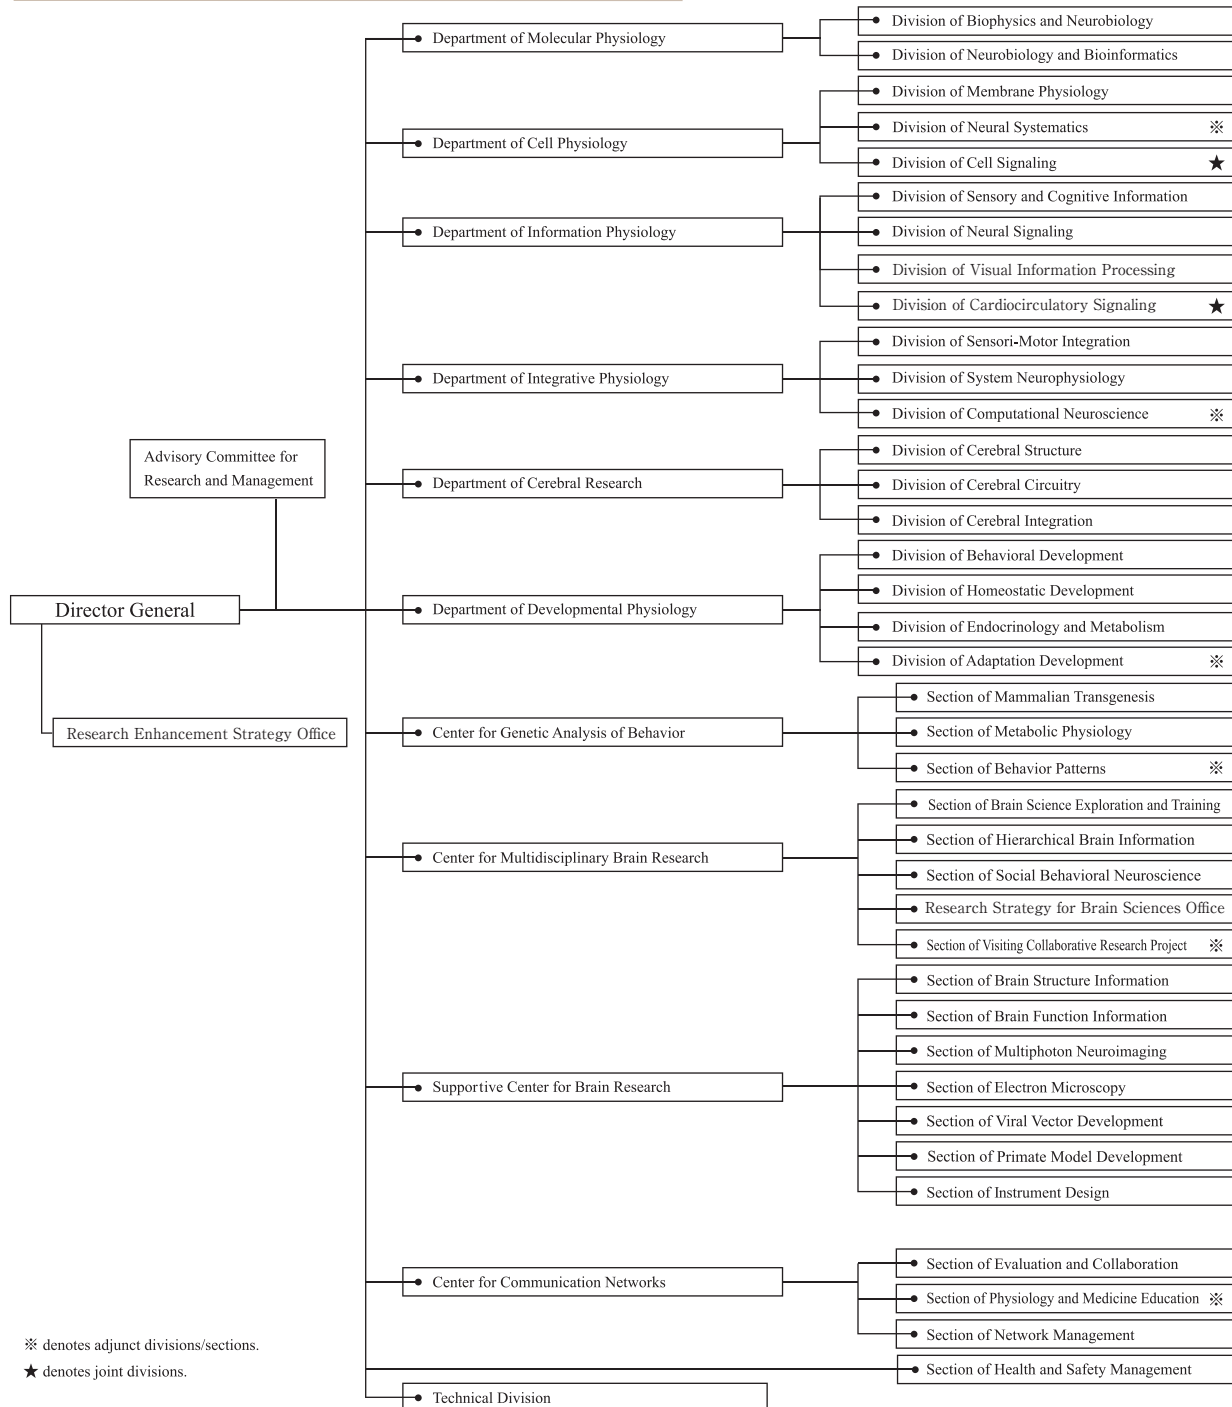 Department of Molecular Physiology
Division of Biophysics and Neurobiology
Division of Neurobiology and Bioinformatics
Department of Cell Physiology
Division of Membrane Physiology
Division of Neural Systematics ※
Division of Cell Signaling ★
Department of Information Physiology
Division of Sensory and Cognitive Information
Division of Neural Signaling
Division of Visual Information Processing
Division of Cardiocirculatory Signaling ★
Department of Integrative Physiology
Division of Sensori-Motor Integration
Division of System Neurophysiology
Division of Computational Neuroscience ※
Advisory Committee for
Research and Management
Department of Cerebral Research
Division of Cerebral Structure
Division of Cerebral Circuitry
Division of Cerebral Integration
Director General
Department of Developmental Physiology
Division of Behavioral Development
Division of Homeostatic Development
Division of Endocrinology and Metabolism
Division of Adaptation Development ※
Research Enhancement Strategy Office
Center for Genetic Analysis of Behavior
Section of Mammalian Transgenesis
Section of Metabolic Physiology
Section of Behavior Patterns ※
Center for Multidisciplinary Brain Research
Section of Brain Science Exploration and Training
Section of Hierarchical Brain Information
Section of Social Behavioral Neuroscience
Research Strategy for Brain Sciences Office
Section of Visiting Collaborative Research Project ※
Supportive Center for Brain Research
Section of Brain Structure Information
Section of Brain Function Information
Section of Multiphoton Neuroimaging
Section of Electron Microscopy
Section of Viral Vector Development
Section of Primate Model Development
Section of Instrument Design
Center for Communication Networks
Section of Evaluation and Collaboration
Section of Physiology and Medicine Education ※
Section of Network Management
Section of Health and Safety Management
Technical Division
※ denotes adjunct divisions/sections.
★ denotes joint divisions.